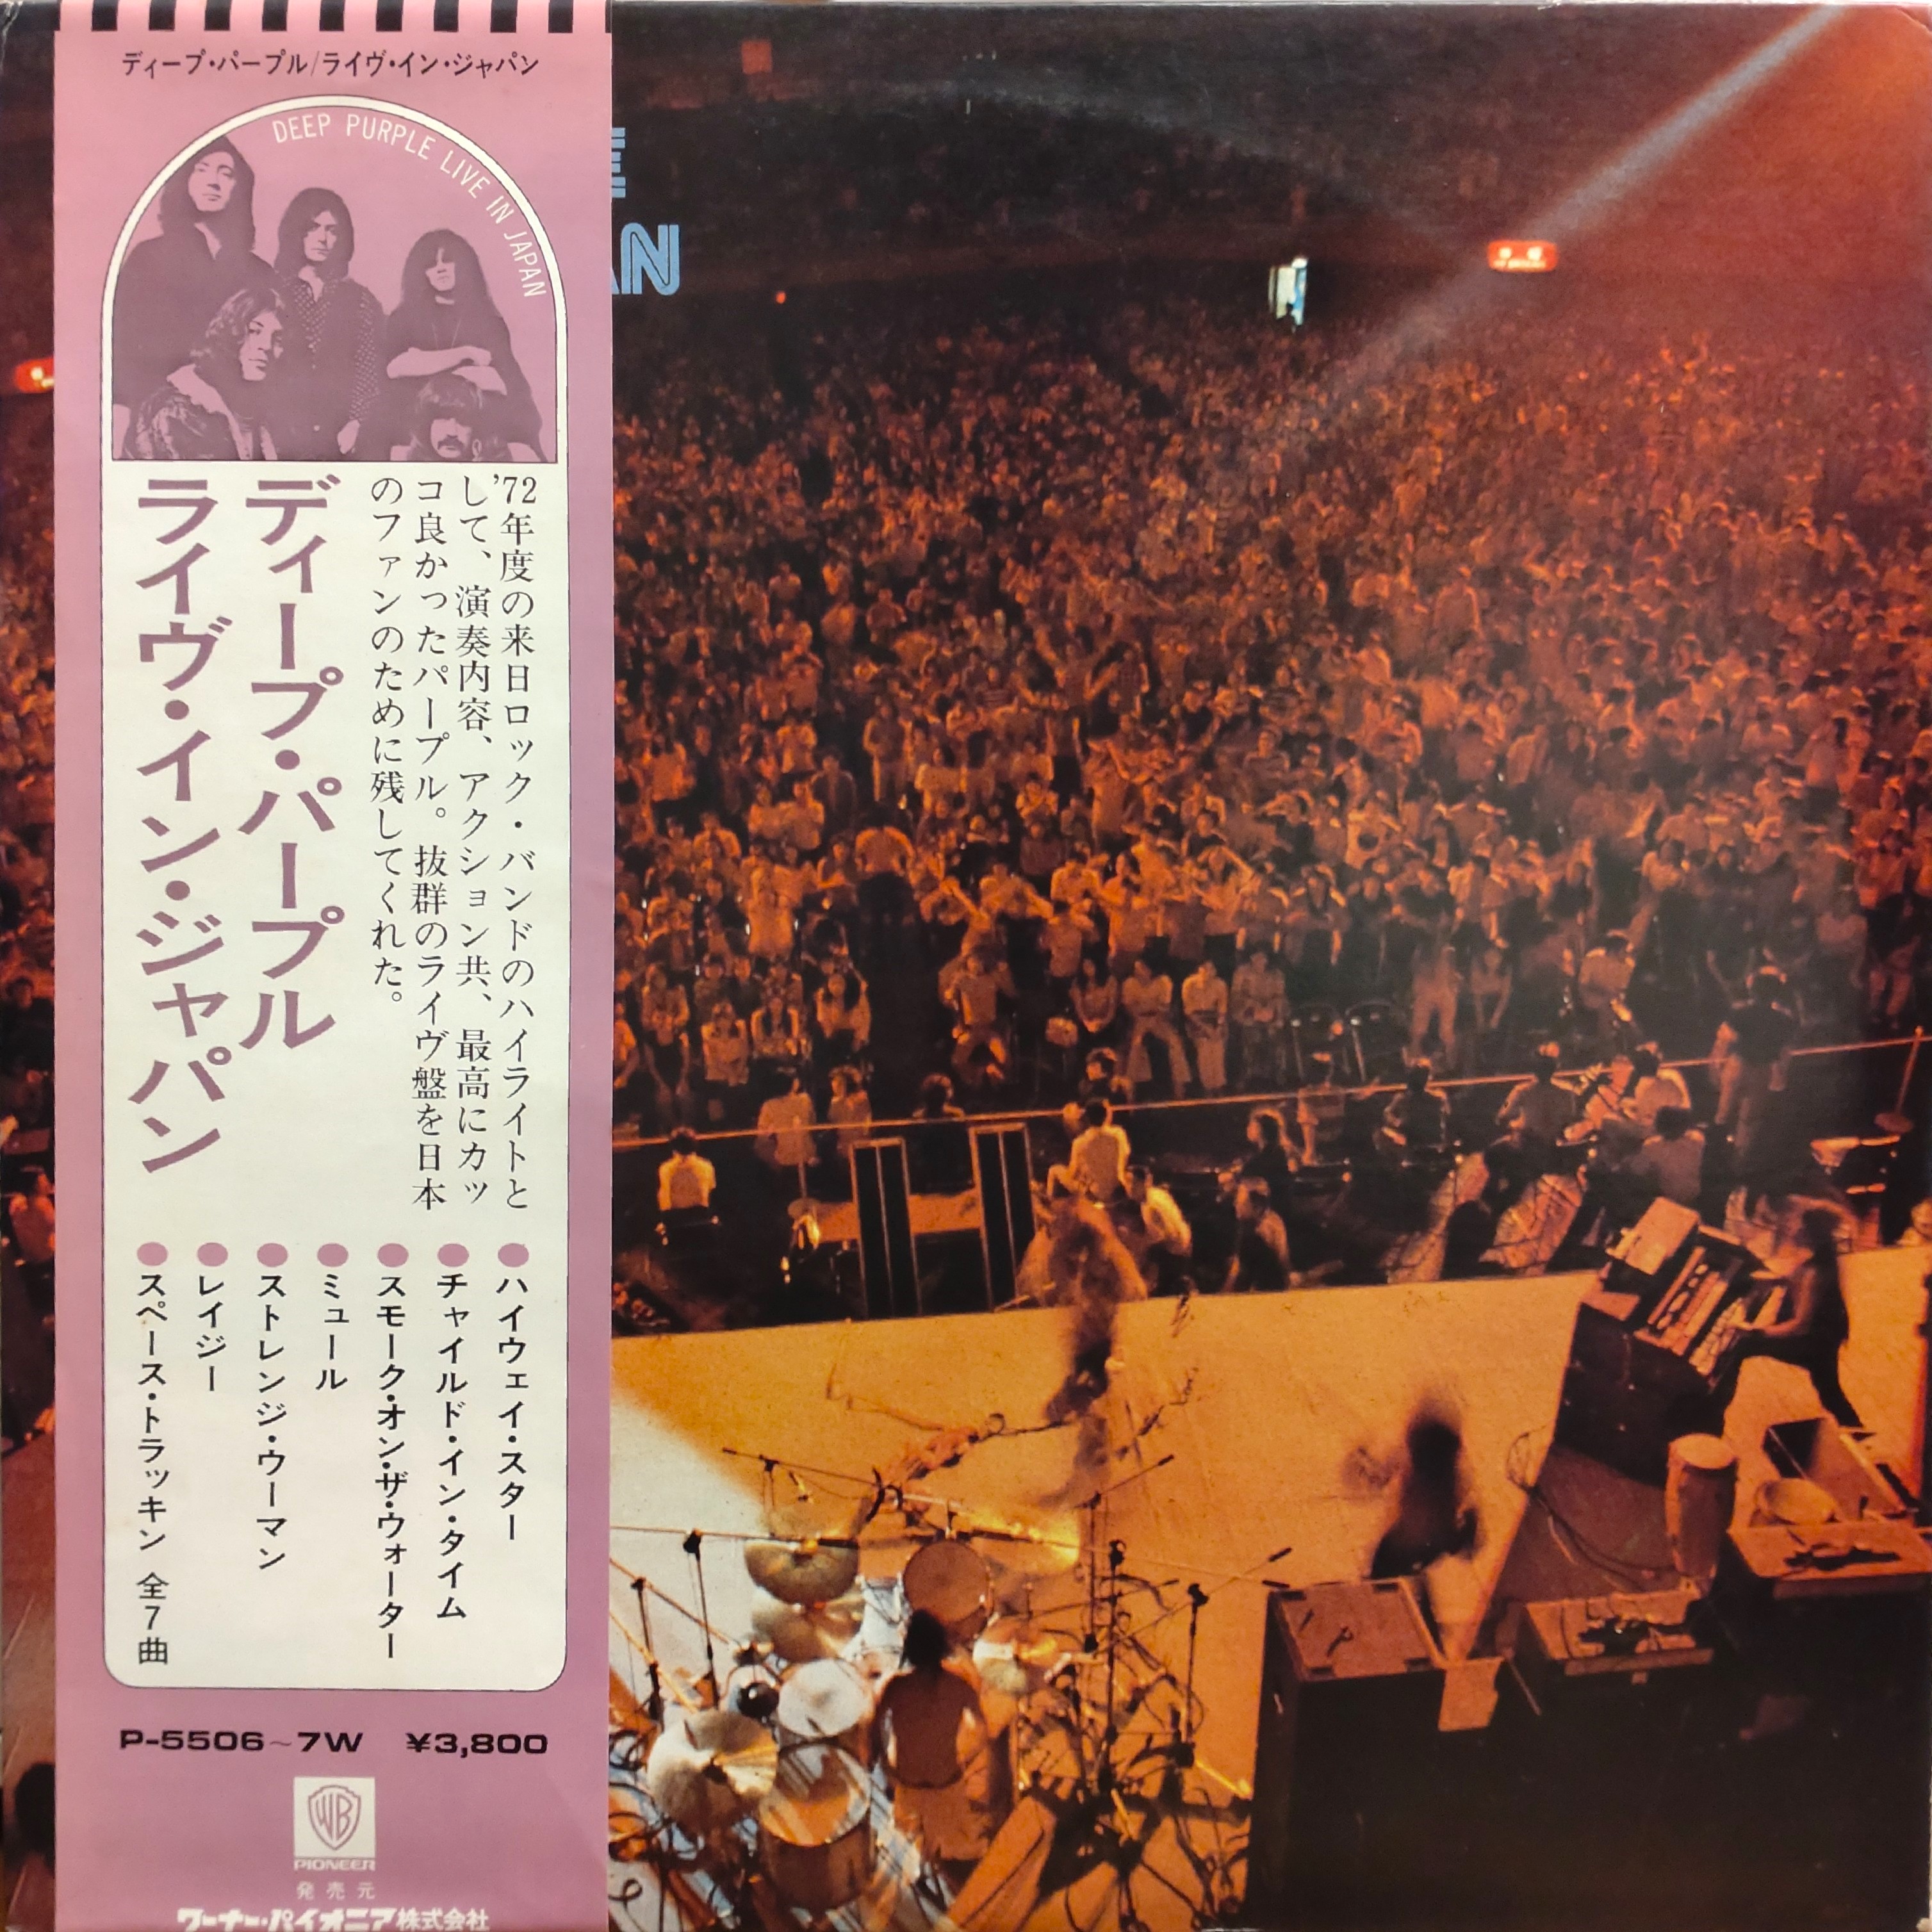 ディープ・パープル/ライヴ・イン・ジャパン
DEEP PURPLE LIVE IN JAPAN
'72年度の来日ロック・バンドのハイライトと
して、演奏内容、アクション共、最高にカッ
コ良かったパープル。抜群のライヴ盤を日本
のファンのために残してくれた。
ディープ・パープル
ライヴ・イン・ジャパン
●ハイウェイ・スター
●チャイルド・イン・タイム
●スモーク・オン・ザ・ウォーター
●ミュール
●ストレンジ・ウーマン
●レイジー
●スペース・トラッキン 全7曲
P-5506~7W ¥3,800
WB
PIONEER
発売元
ワーナー・パイオニア株式会社
E
AN